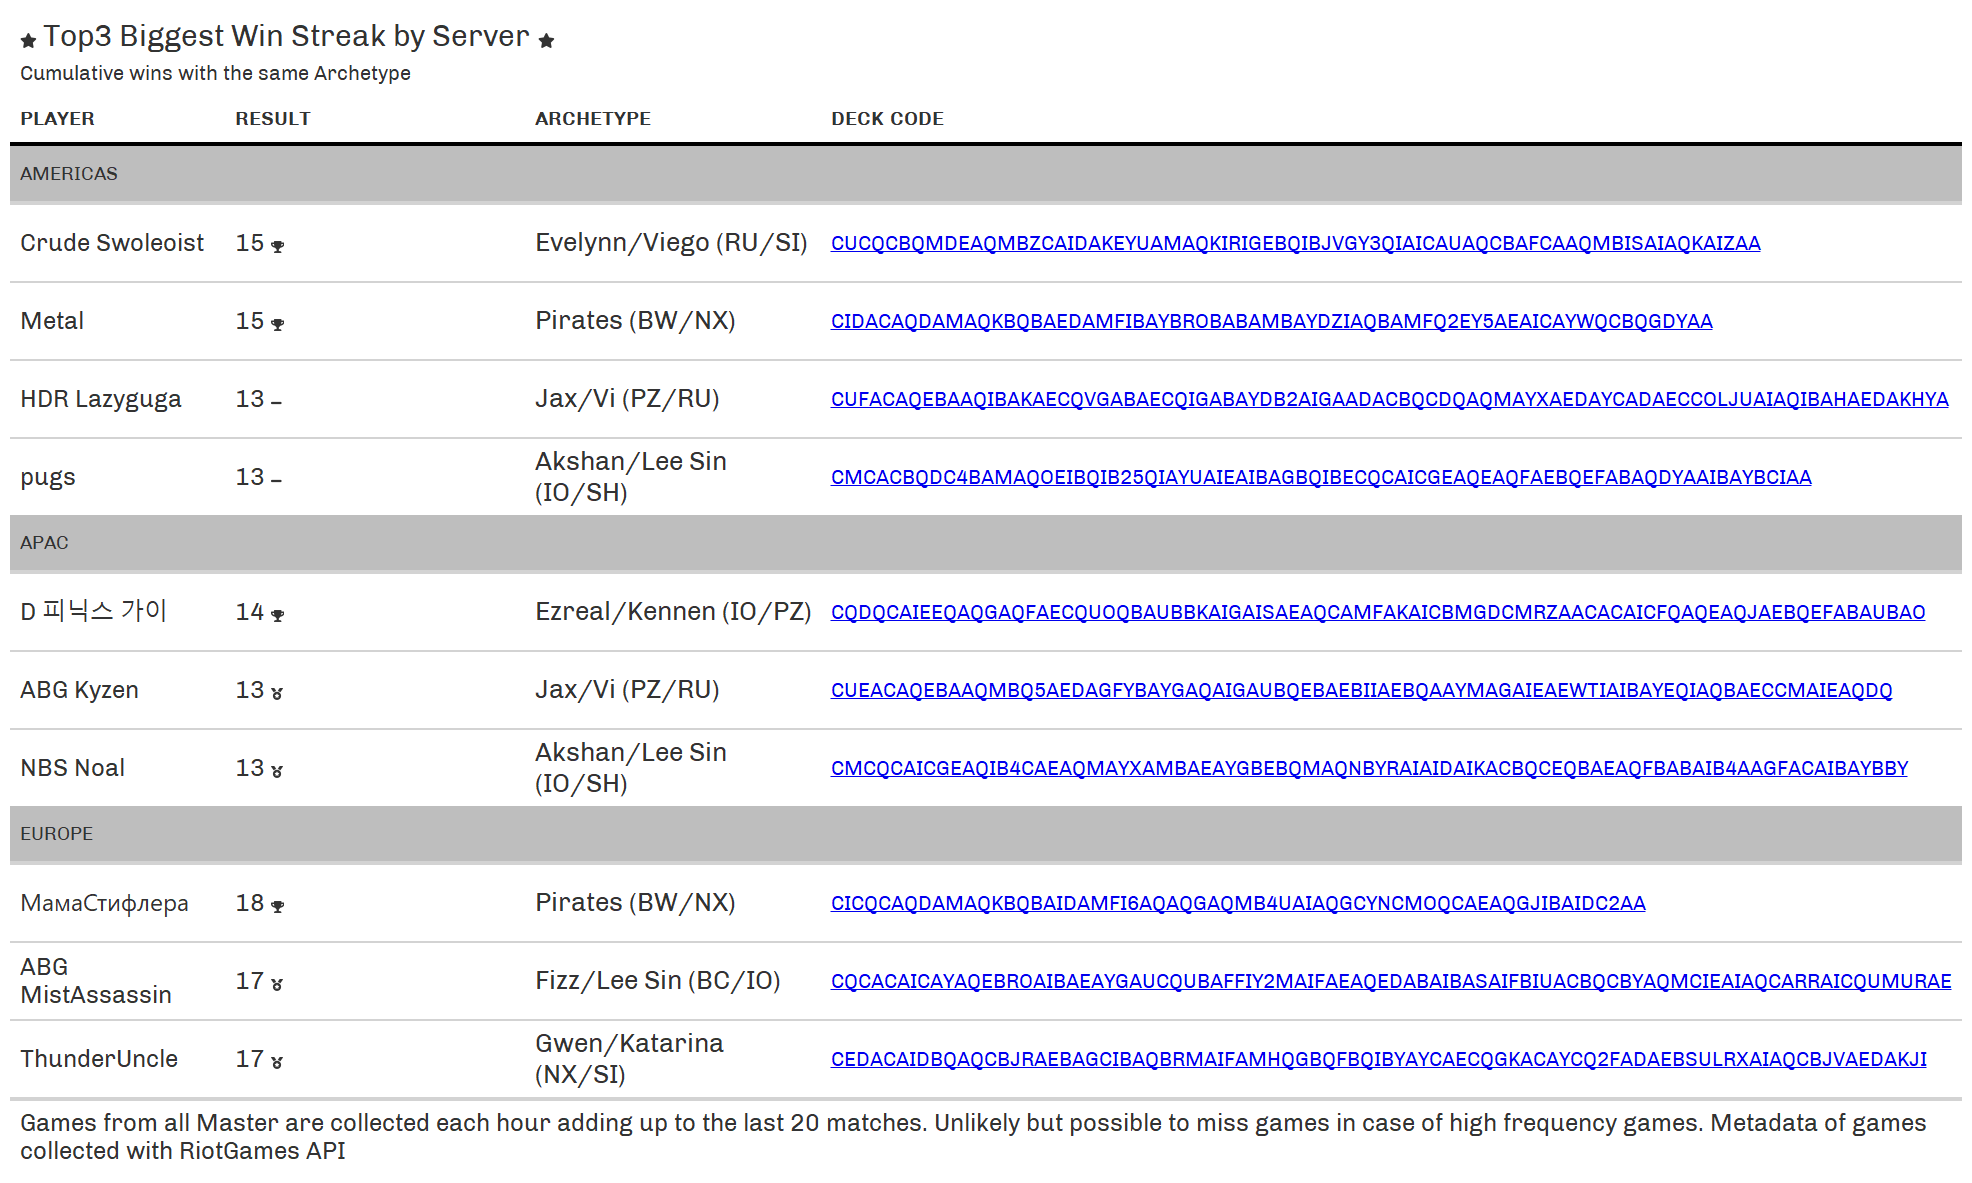 ★ Top3 Biggest Win Streak by Server ★
Cumulative wins with the same Archetype
PLAYER RESULT ARCHETYPE DECK CODE
AMERICAS
Crude Swoleoist 15 Evelynn/Viego (RU/SI) CUCQCBQMDEAQMBZCAIDAKEYUAMAQKIRIGEBQIBJVGY3QIAICAUAQCBAFCAAQMBISAIAQKAIZAA
Metal 15 Pirates (BW/NX) CIDACAQDAMAQKBQBAEDAMFIBAYBROBABAMBAYDZIAQBAMFQ2EY5AEAICAYWQCBQGDYAA
HDR Lazyguga 13 – Jax/Vi (PZ/RU) CUFACAQEBAAQIBAKAECQVGABAECQIGABAYDB2AIGAADACBQCDQAQMAYXAEDAYCADAECCOLJUAIAQIBAHAEDAKHYA
pugs 13 – Akshan/Lee Sin (IO/SH) CMCACBQDC4BAMAQOEIBQIB25QIAYUAIEAIBAGBQIBECQCAICGEAQEAQFAEBQEFABAQDYAAIBAYBCIAA
APAC
D 피닉스 가이 14 Ezreal/Kennen (IO/PZ) CQDQCAIEEQAQGAQFAECQUOQBAUBBKAIGAISAEAQCAMFAKAICBMGDCMRZAACACAICFQAQEAQJAEBQEFABAUBAO
ABG Kyzen 13 Jax/Vi (PZ/RU) CUEACAQEBAAQMBQ5AEDAGFYBAYGAQAIGAUBQEBAEBIIAEBQAAYMAGAIEAEWTIAIBAYEQIAQBAECCMAIEAQDQ
NBS Noal 13 Akshan/Lee Sin (IO/SH) CMCQCAICGEAQIB4CAEAQMAYXAMBAEAYGBEBQMAQNBYRAIAIDAIKACBQCEQBAEAQFBABAIB4AAGFACAIBAYBBY
EUROPE
МамаСтифлера 18 Pirates (BW/NX) CICQCAQDAMAQKBQBAIDAMFI6AQAQGAQMB4UAIAQGCYNCMOQCAEAQGJIBAIDC2AA
ABG MistAssassin 17 Fizz/Lee Sin (BC/IO) CQCACAICAYAQEBROAIBAEAYGAUCQUBAFFIY2MAIFAEAQEDABAIBASAIFBIUACBQCBYAQMCIEAIAQCARRAICQUMURAE
ThunderUncle 17 Gwen/Katarina (NX/SI) CEDACAIDBQAQCBJRAEBAGCIBAQBRMAIFAMHQGBQFBQIBYAYCAECQGKACAYCQ2FADAEBSULRXAIAQCBJVAEDAKJI
Games from all Master are collected each hour adding up to the last 20 matches. Unlikely but possible to miss games in case of high frequency games. Metadata of games
collected with RiotGames API